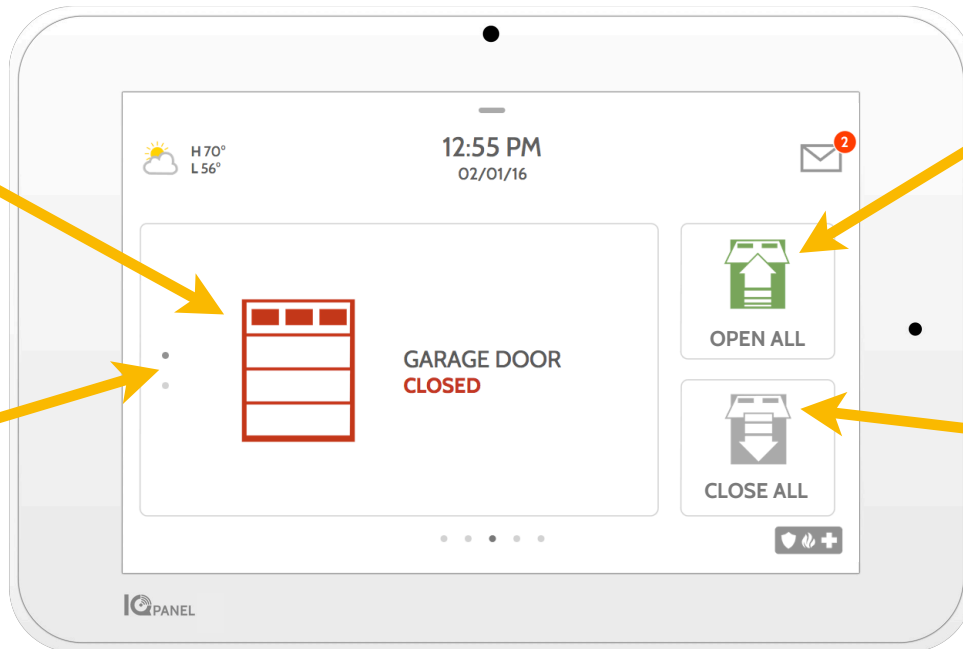 12:55 PM
02/01/16
H 70°
L 56°
2
GARAGE DOOR
CLOSED
OPEN ALL
CLOSE ALL
IQ PANEL